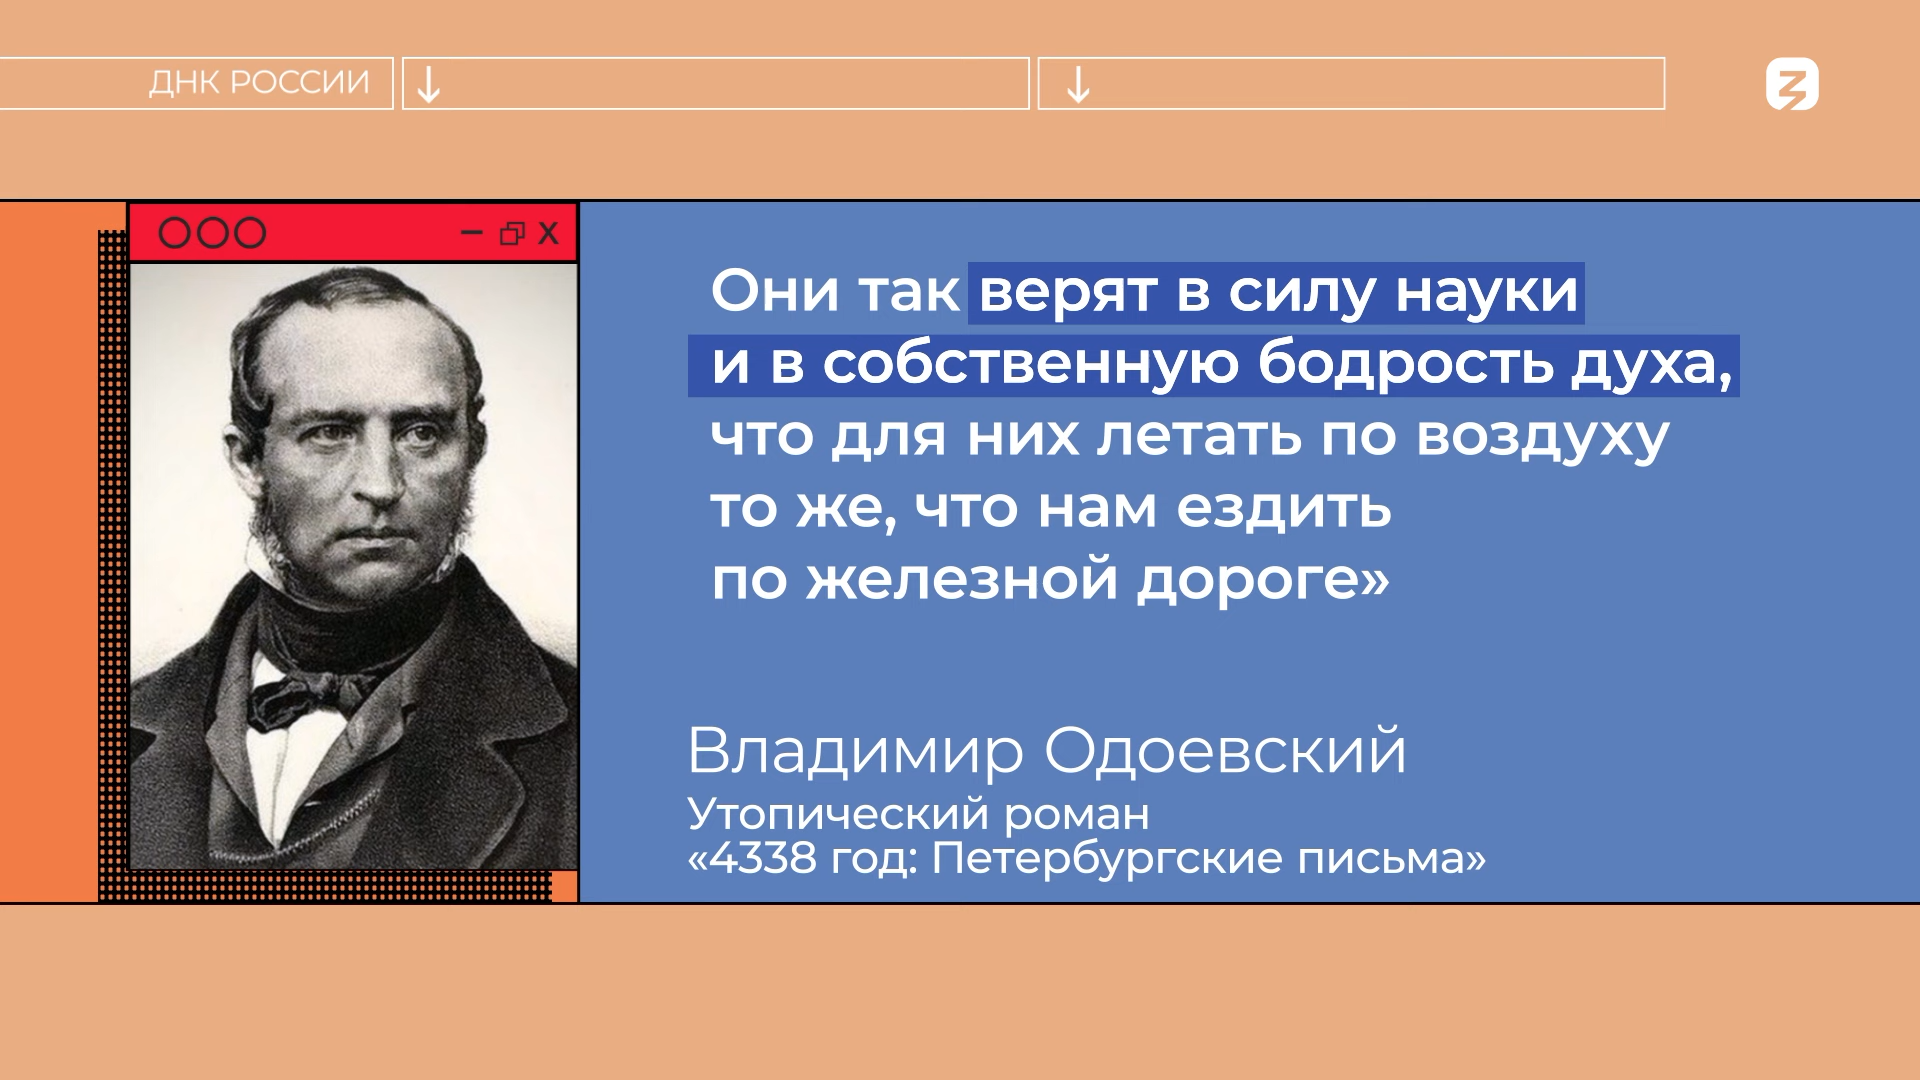 ДНК РОССИИ
Они так верят в силу науки
и в собственную бодрость духа,
что для них летать по воздуху
то же, что нам ездить
по железной дороге»
Владимир Одоевский
Утопический роман
«4338 год: Петербургские письма»